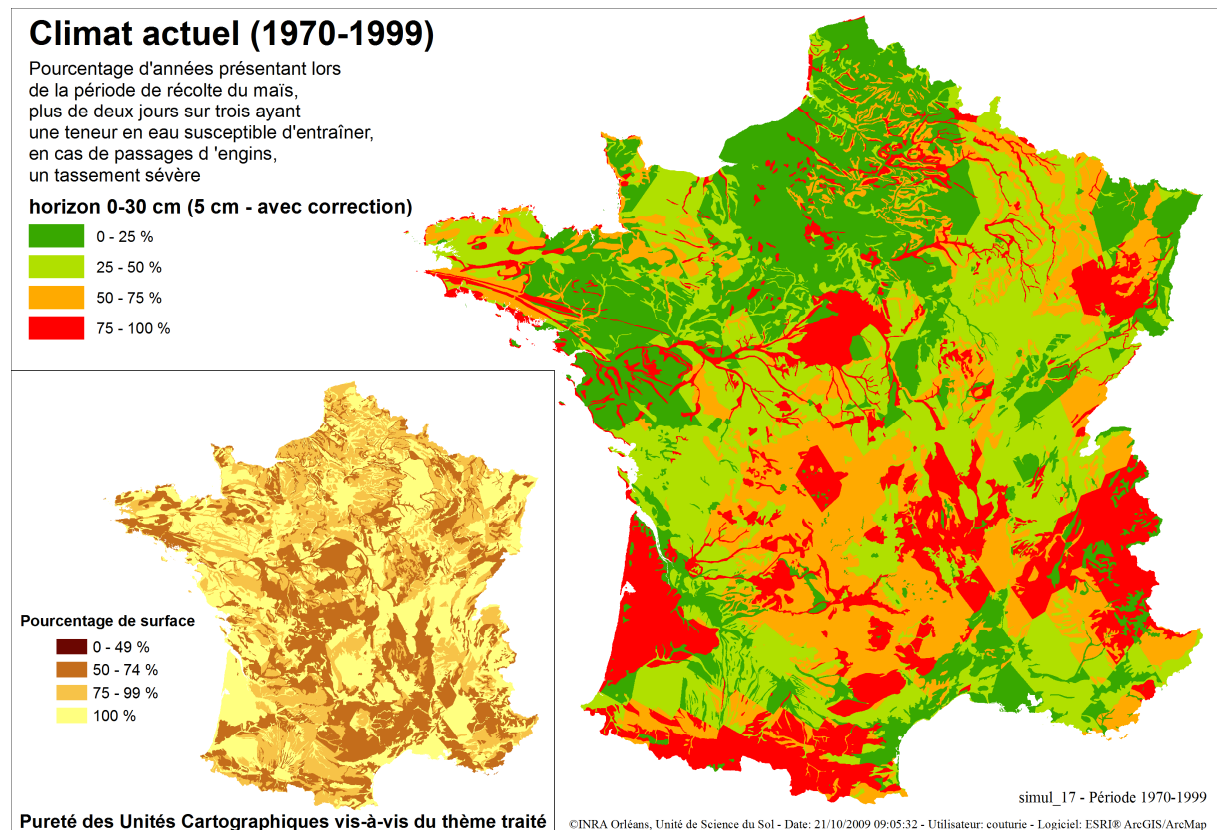 Climat actuel (1970-1999)
Pourcentage d'années présentant lors
de la période de récolte du maïs,
plus de deux jours sur trois ayant
une teneur en eau susceptible d'entraîner,
en cas de passages d 'engins,
un tassement sévère
horizon 0-30 cm (5 cm - avec correction)
0 - 25 %
25 - 50 %
50 - 75 %
75 - 100 %
Pourcentage de surface
0 - 49 %
50 - 74 %
75 - 99 %
100 %
Pureté des Unités Cartographiques vis-à-vis du thème traité
simul_17 - Période 1970-1999
©INRA Orléans, Unité de Science du Sol - Date: 21/10/2009 09:05:32 - Utilisateur: couturie - Logiciel: ESRI® ArcGIS/ArcMap